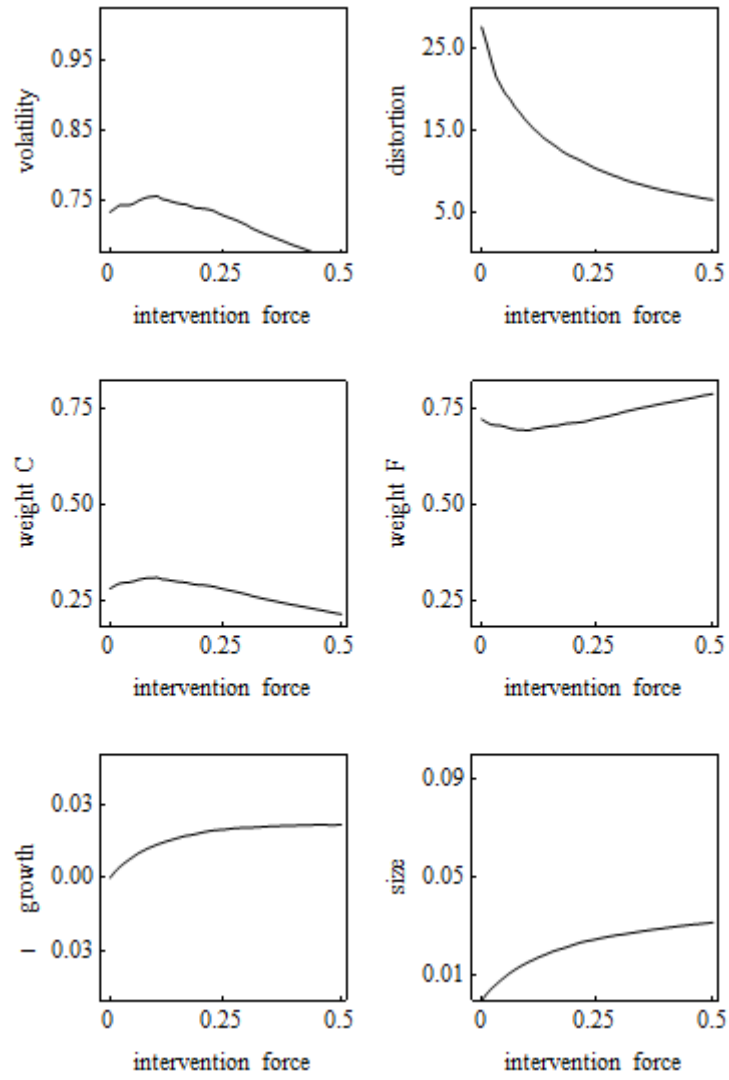 volatility
0.95
0.85
0.75
0 0.25 0.5
intervention force
distortion
25.0
15.0
5.0
0 0.25 0.5
intervention force
weight C
0.75
0.50
0.25
0 0.25 0.5
intervention force
weight F
0.75
0.50
0.25
0 0.25 0.5
intervention force
growth
0.03
0.00
– 0.03
0 0.25 0.5
intervention force
size
0.09
0.05
0.01
0 0.25 0.5
intervention force